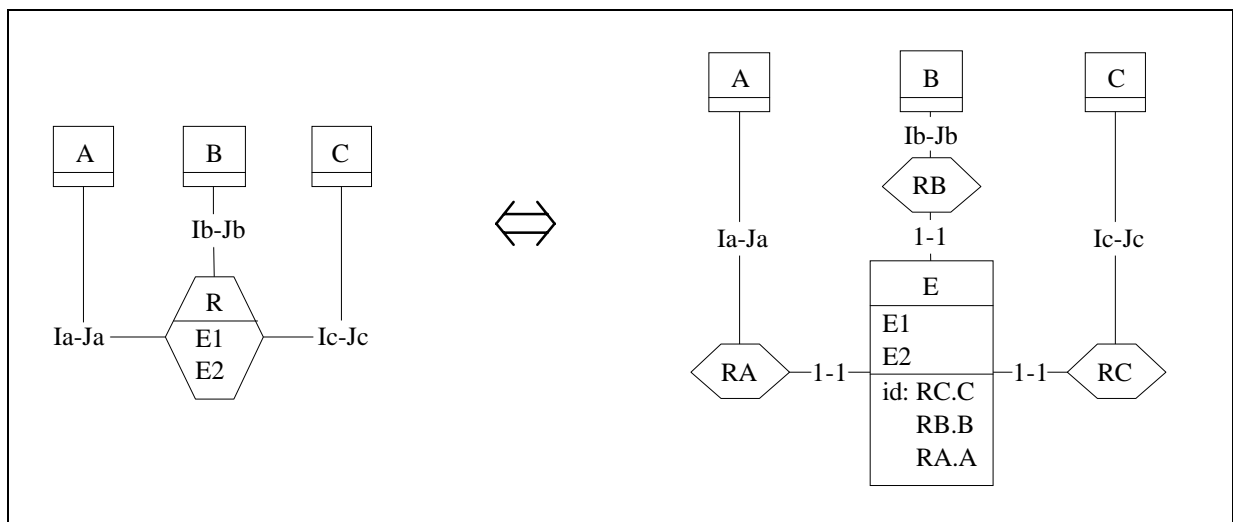 A
B
C
Ib-Jb
R
E1
E2
Ia-Ja
Ic-Jc
A
B
C
Ib-Jb
RB
Ia-Ja
1-1
Ic-Jc
E
E1
E2
RA
1-1
1-1
RC
id: RC.C
RB.B
RA.A